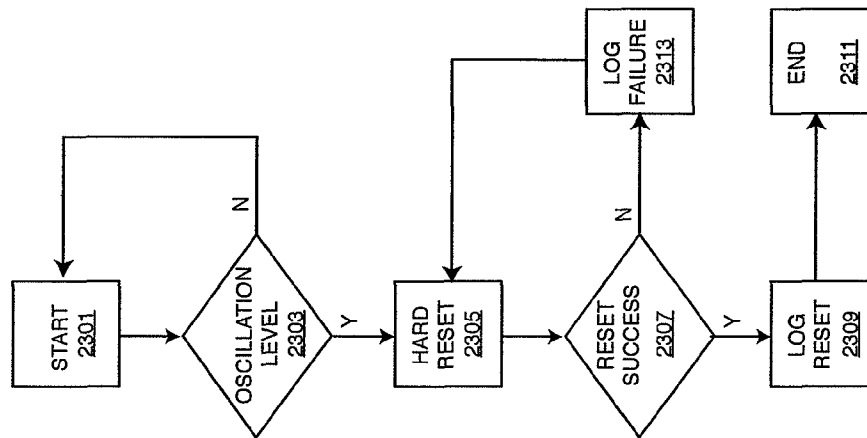 START
2301
OSCILLATION
LEVEL
2303
N
Y
HARD
RESET
2305
RESET
SUCCESS
2307
N
LOG
FAILURE
2313
Y
LOG
RESET
2309
END
2311